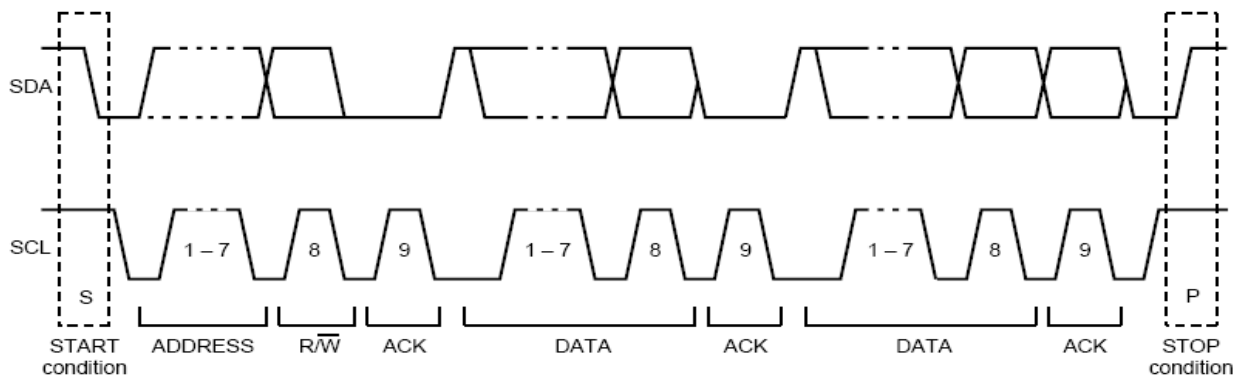 SDA
SCL
1 – 7
8
9
1 – 7
8
9
1 – 7
8
9
S
P
START
condition
ADDRESS
R/W̅
ACK
DATA
ACK
DATA
ACK
STOP
condition